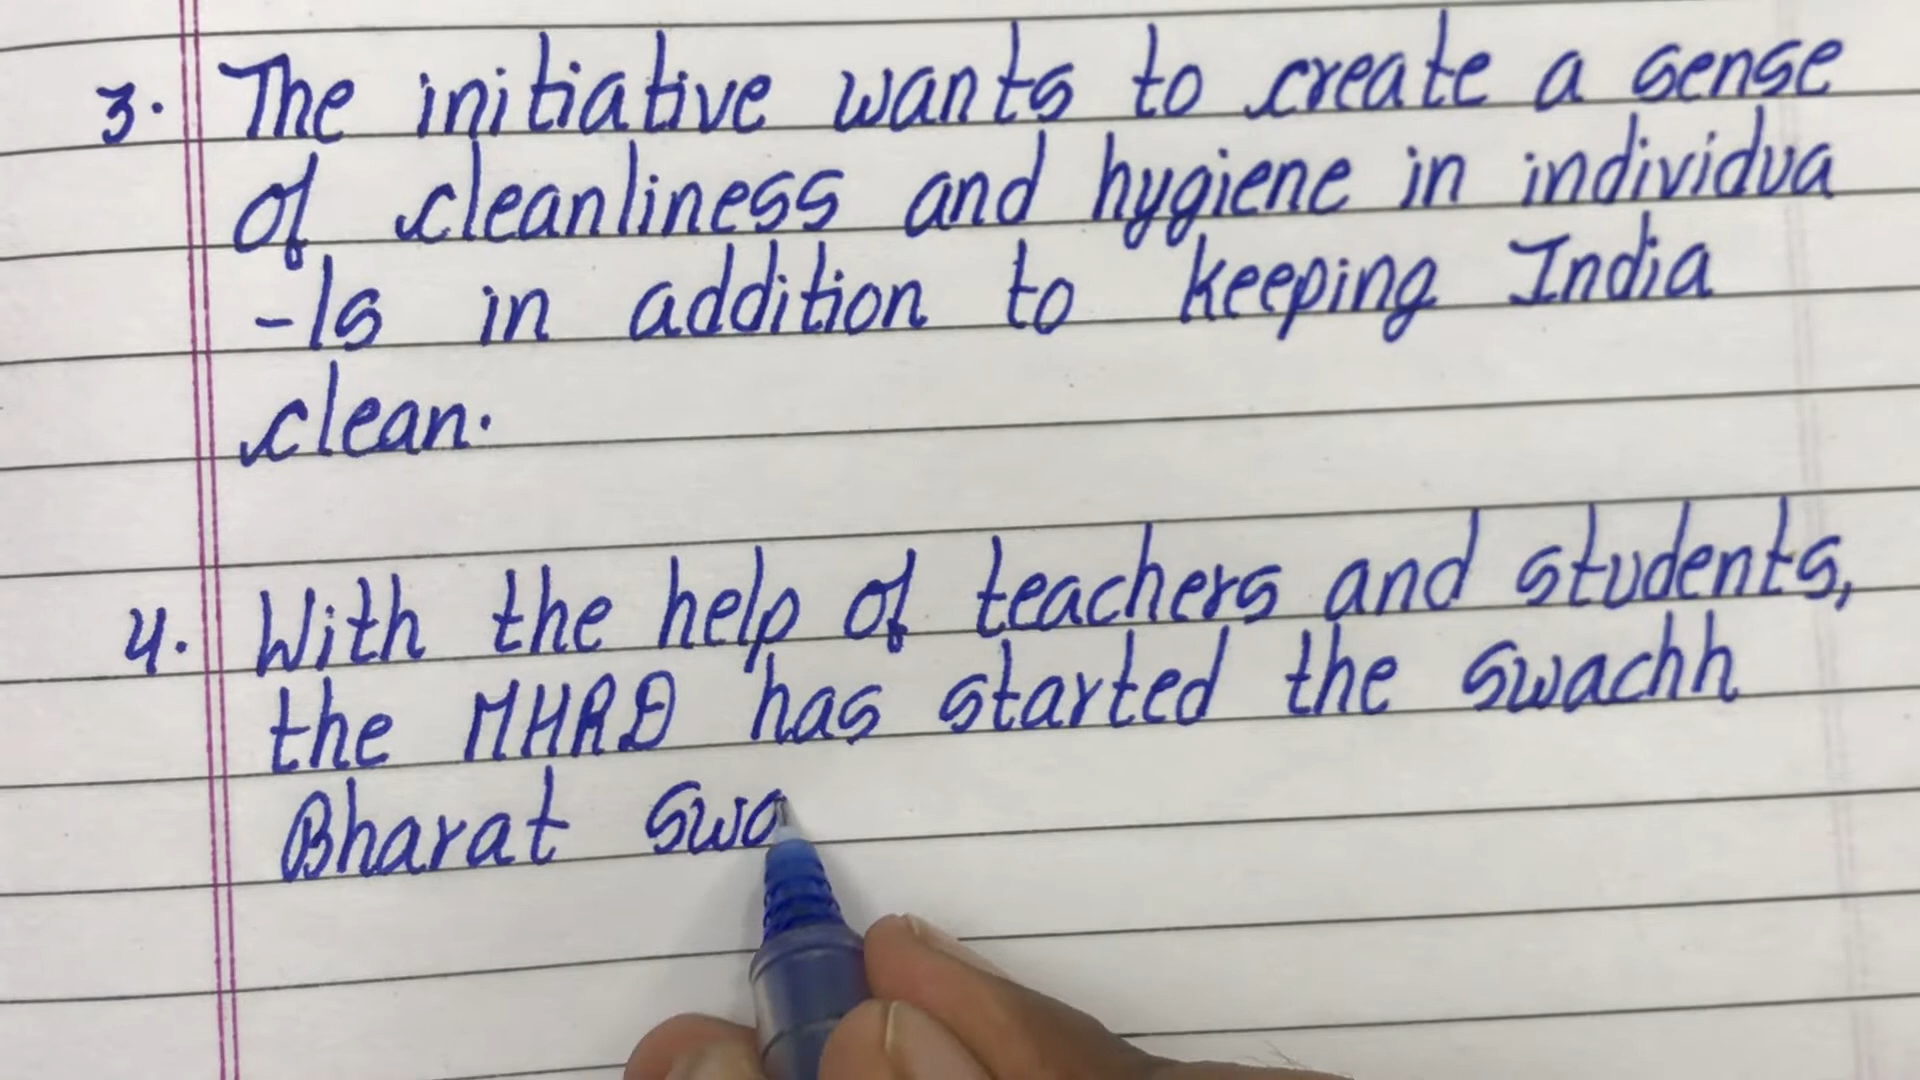 3. The initiative wants to create a sense
of cleanliness and hygiene in individua
-ls in addition to keeping India
clean.
4. With the help of teachers and students,
the MHRD has started the swachh
Bharat swa